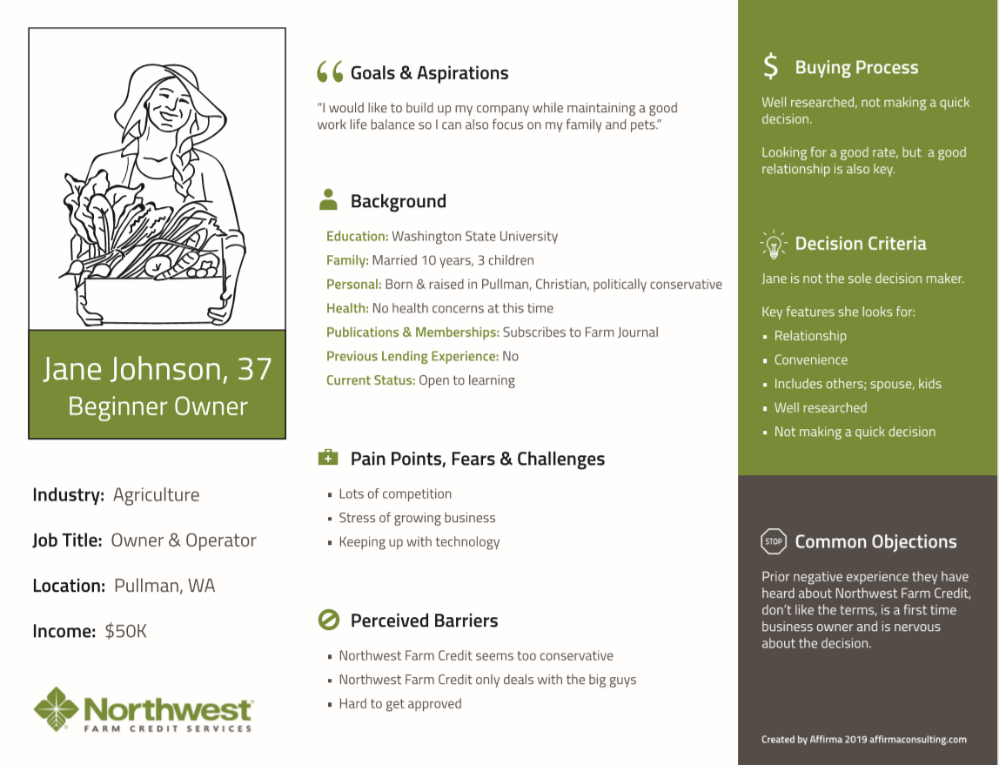 Jane Johnson, 37
Beginner Owner
Industry: Agriculture
Job Title: Owner & Operator
Location: Pullman, WA
Income: $50K
Northwest®
FARM CREDIT SERVICES
Goals & Aspirations
“I would like to build up my company while maintaining a good
work life balance so I can also focus on my family and pets.”
Background
Education: Washington State University
Family: Married 10 years, 3 children
Personal: Born & raised in Pullman, Christian, politically conservative
Health: No health concerns at this time
Publications & Memberships: Subscribes to Farm Journal
Previous Lending Experience: No
Current Status: Open to learning
Pain Points, Fears & Challenges
▪ Lots of competition
▪ Stress of growing business
▪ Keeping up with technology
Perceived Barriers
▪ Northwest Farm Credit seems too conservative
▪ Northwest Farm Credit only deals with the big guys
▪ Hard to get approved
$ Buying Process
Well researched, not making a quick
decision.
Looking for a good rate, but a good
relationship is also key.
Decision Criteria
Jane is not the sole decision maker.
Key features she looks for:
▪ Relationship
▪ Convenience
▪ Includes others; spouse, kids
▪ Well researched
▪ Not making a quick decision
STOP Common Objections
Prior negative experience they have
heard about Northwest Farm Credit,
don’t like the terms, is a first time
business owner and is nervous
about the decision.
Created by Affirma 2019 affirmaconsulting.com